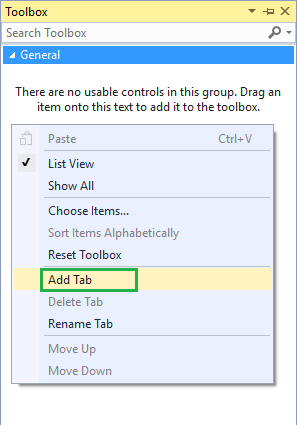 Toolbox
Search Toolbox
General
There are no usable controls in this group. Drag an
item onto this text to add it to the toolbox.
Paste Ctrl+V
List View
Show All
Choose Items...
Sort Items Alphabetically
Reset Toolbox
Add Tab
Delete Tab
Rename Tab
Move Up
Move Down